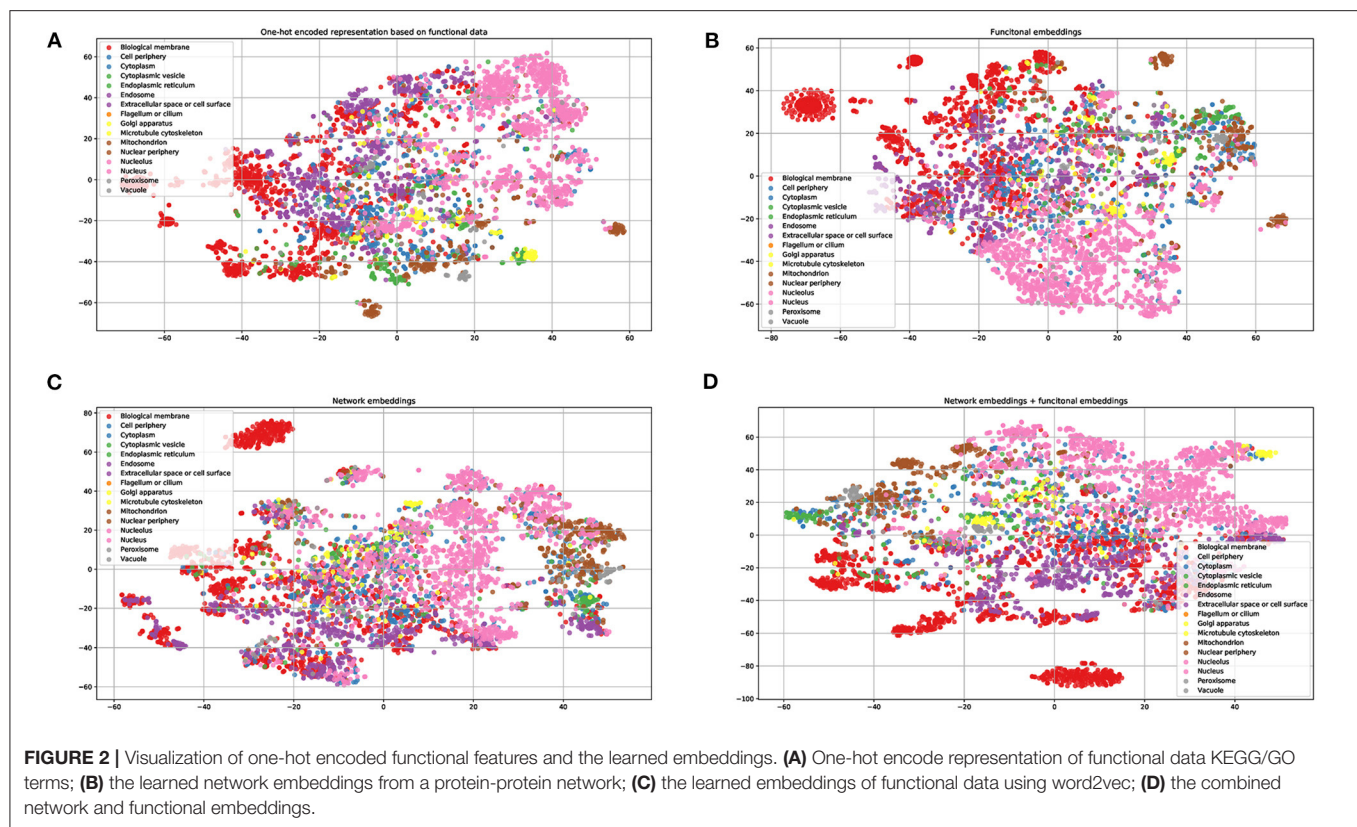 A
One-hot encoded representation based on functional data
Biological membrane
Cell periphery
Cytoplasm
Cytoplasmic vesicle
Endoplasmic reticulum
Endosome
Extracellular space or cell surface
Flagellum or cilium
Golgi apparatus
Microtubule cytoskeleton
Mitochondrion
Nuclear periphery
Nucleolus
Nucleus
Peroxisome
Vacuole
60
40
20
0
−20
−40
−60
−60 −40 −20 0 20 40 60
B
Funcitonal embeddings
60
40
20
0
−20
−40
−60
Biological membrane
Cell periphery
Cytoplasm
Cytoplasmic vesicle
Endoplasmic reticulum
Endosome
Extracellular space or cell surface
Flagellum or cilium
Golgi apparatus
Microtubule cytoskeleton
Mitochondrion
Nuclear periphery
Nucleolus
Nucleus
Peroxisome
Vacuole
−80 −60 −40 −20 0 20 40 60
C
Network embeddings
Biological membrane
Cell periphery
Cytoplasm
Cytoplasmic vesicle
Endoplasmic reticulum
Endosome
Extracellular space or cell surface
Flagellum or cilium
Golgi apparatus
Microtubule cytoskeleton
Mitochondrion
Nuclear periphery
Nucleolus
Nucleus
Peroxisome
Vacuole
80
60
40
20
0
−20
−40
−60
−60 −40 −20 0 20 40
D
Network embeddings + funcitonal embeddings
80
60
40
20
0
−20
−40
−60
−80
−100
Biological membrane
Cell periphery
Cytoplasm
Cytoplasmic vesicle
Endoplasmic reticulum
Endosome
Extracellular space or cell surface
Flagellum or cilium
Golgi apparatus
Microtubule cytoskeleton
Mitochondrion
Nuclear periphery
Nucleolus
Nucleus
Peroxisome
Vacuole
−60 −40 −20 0 20 40
FIGURE 2 | Visualization of one-hot encoded functional features and the learned embeddings. (A) One-hot encode representation of functional data KEGG/GO
terms; (B) the learned network embeddings from a protein-protein network; (C) the learned embeddings of functional data using word2vec; (D) the combined
network and functional embeddings.